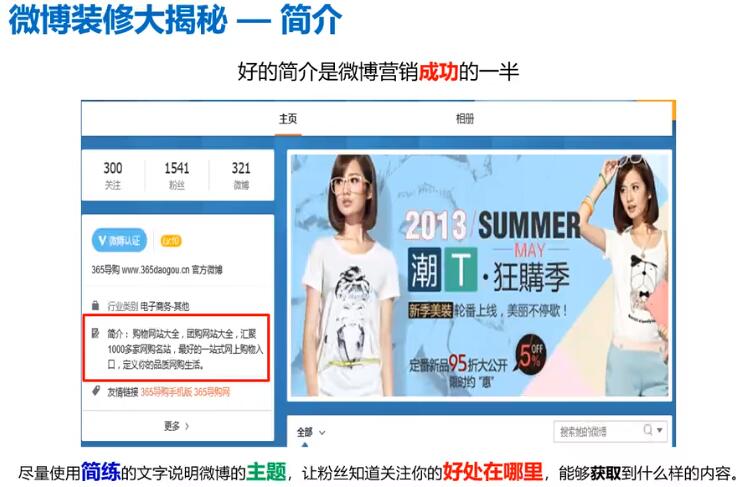 微博装修大揭秘 — 简介
好的简介是微博营销成功的一半
主页
相册
300
关注
1541
粉丝
321
微博
V 微博认证
Lv.10
365导购 www.365daogou.cn 官方微博
行业类别 电子商务-其他
简介：购物网站大全，团购网站大全，汇聚
1000多家网购名站，最好的一站式网上购物入
口，定义你的品质网购生活。
友情链接 365导购手机版 365导购网
更多 >
2013/SUMMER
MAY
潮T·狂購季
新季美裝轮番上线，美丽不停歇！
定番新品95折大公开
限时约“惠”
OFF
5%
全部
搜索她的微博
尽量使用简练的文字说明微博的主题，让粉丝知道关注你的好处在哪里，能够获取到什么样的内容。